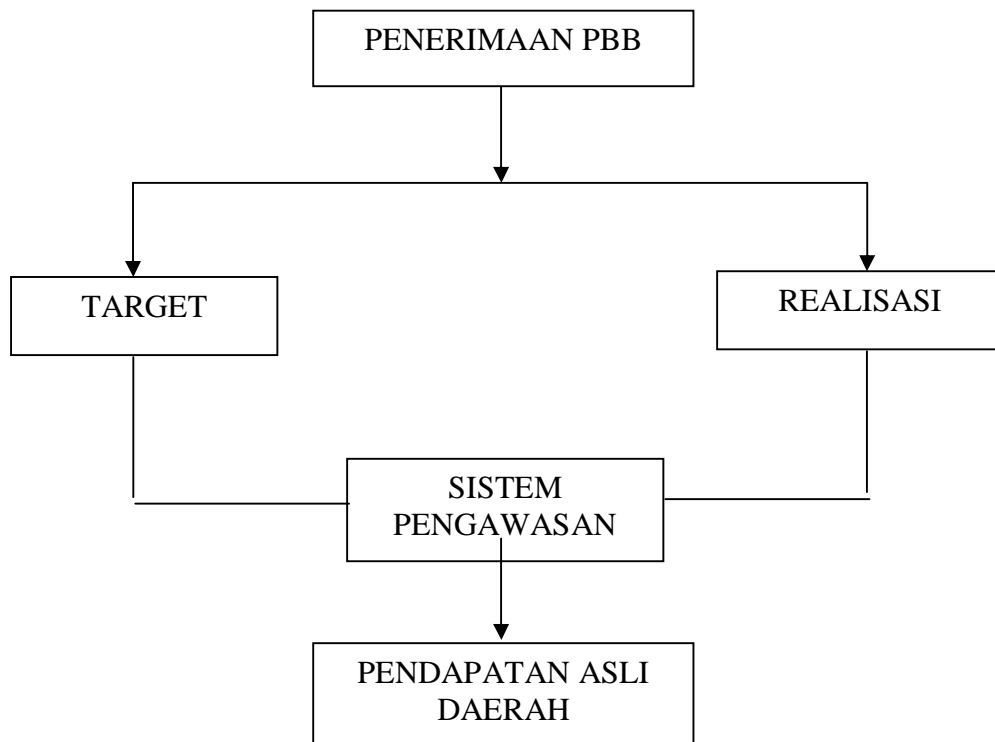 PENERIMAAN PBB
TARGET
REALISASI
SISTEM
PENGAWASAN
PENDAPATAN ASLI
DAERAH